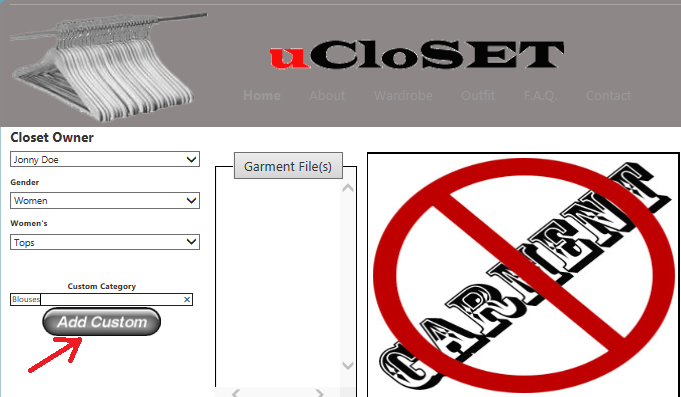 uCloSET
Home About Wardrobe Outfit F.A.Q. Contact
Closet Owner
Jonny Doe
Gender
Women
Women's
Tops
Custom Category
Blouses
Add Custom
Garment File(s)
GARMENT